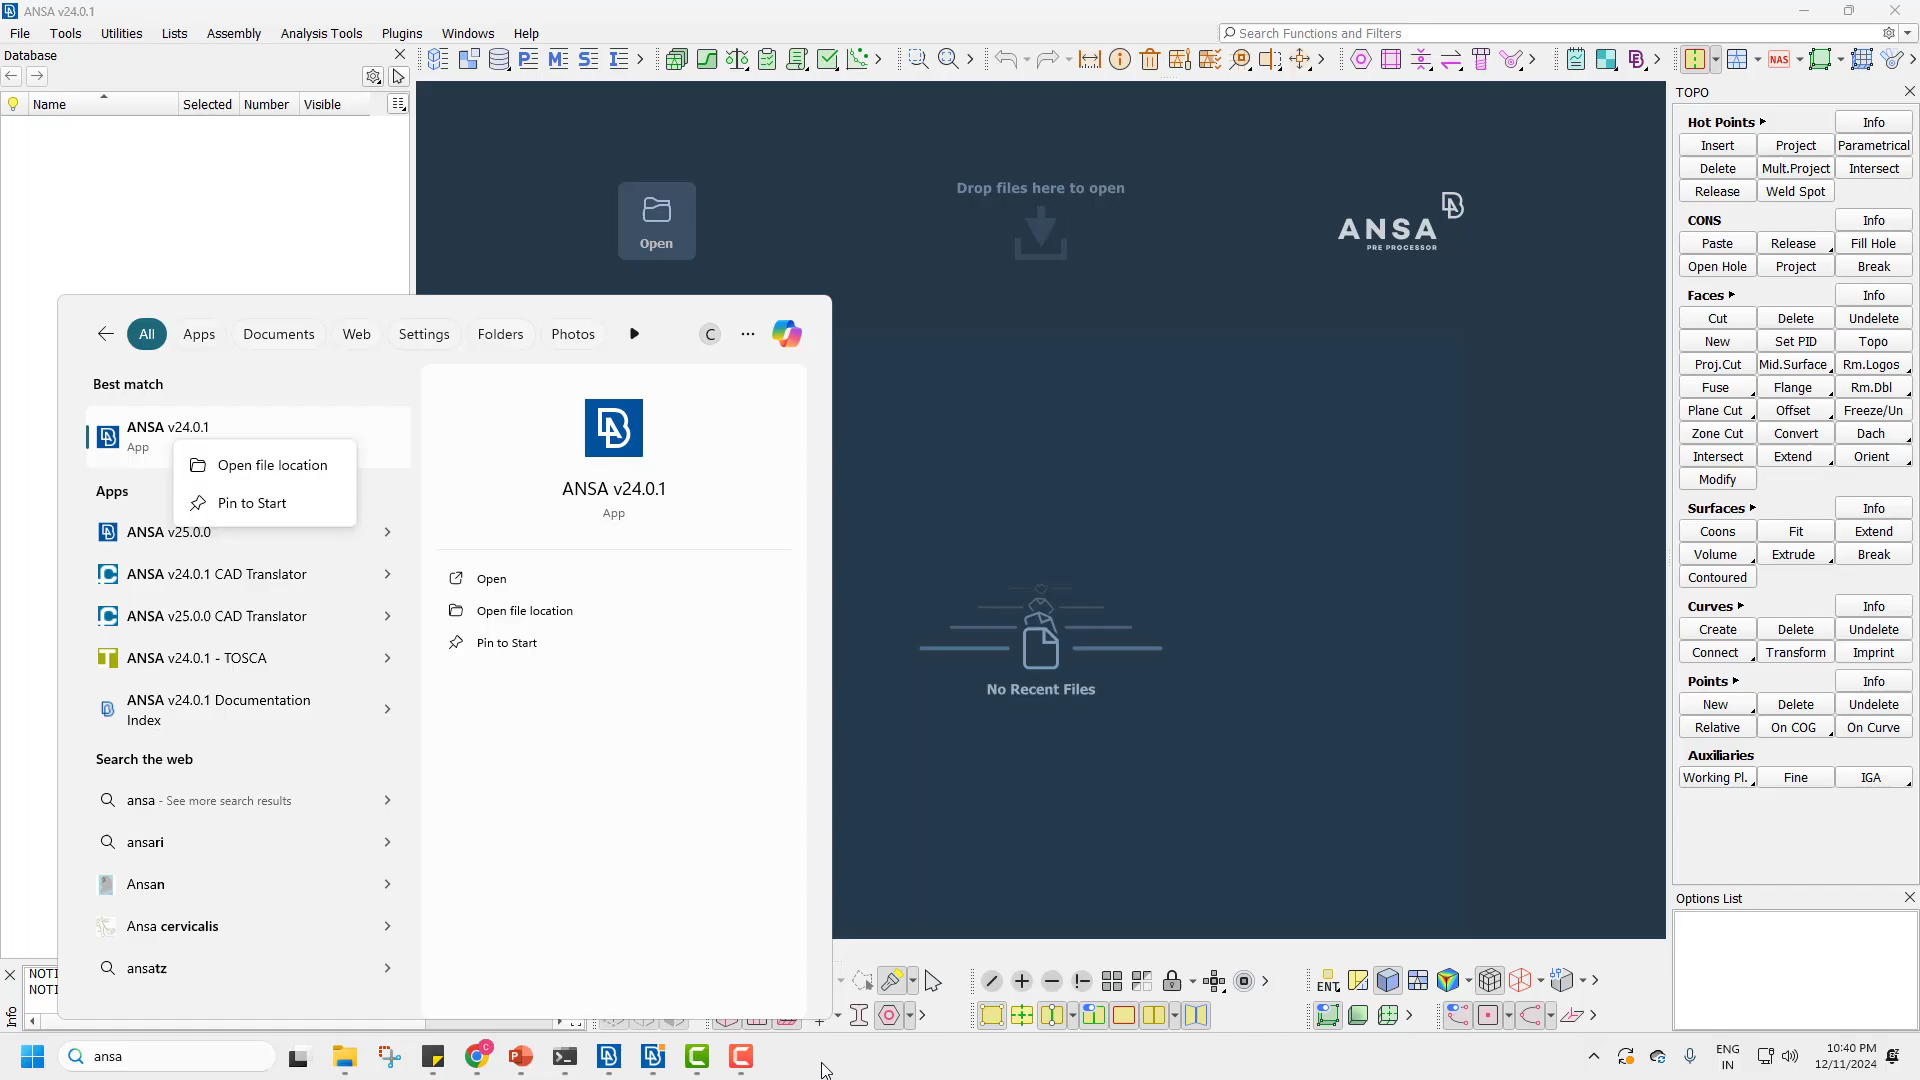 ANSA v24.0.1
File Tools Utilities Lists Assembly Analysis Tools Plugins Windows Help
Search Functions and Filters
Database
NAS
Name Selected Number Visible
Open
Drop files here to open
ANSA
PRE PROCESSOR
No Recent Files
All Apps Documents Web Settings Folders Photos
C
Best match
ANSA v24.0.1
App
Open file location
Pin to Start
Apps
ANSA v25.0.0
ANSA v24.0.1 CAD Translator
ANSA v25.0.0 CAD Translator
ANSA v24.0.1 - TOSCA
ANSA v24.0.1 Documentation
Index
Search the web
ansa - See more search results
ansari
Ansan
Ansa cervicalis
ansatz
ANSA v24.0.1
App
Open
Open file location
Pin to Start
TOPO
Hot Points Info
Insert Project Parametrical
Delete Mult.Project Intersect
Release Weld Spot
CONS Info
Paste Release Fill Hole
Open Hole Project Break
Faces Info
Cut Delete Undelete
New Set PID Topo
Proj.Cut Mid.Surface Rm.Logos
Fuse Flange Rm.Dbl
Plane Cut Offset Freeze/Un
Zone Cut Convert Dach
Intersect Extend Orient
Modify
Surfaces Info
Coons Fit Extend
Volume Extrude Break
Contoured
Curves Info
Create Delete Undelete
Connect Transform Imprint
Points Info
New Delete Undelete
Relative On COG On Curve
Auxiliaries
Working Pl. Fine IGA
Options List
NOTI
NOTI
Info
ENT
ansa
ENG
IN
10:40 PM
12/11/2024